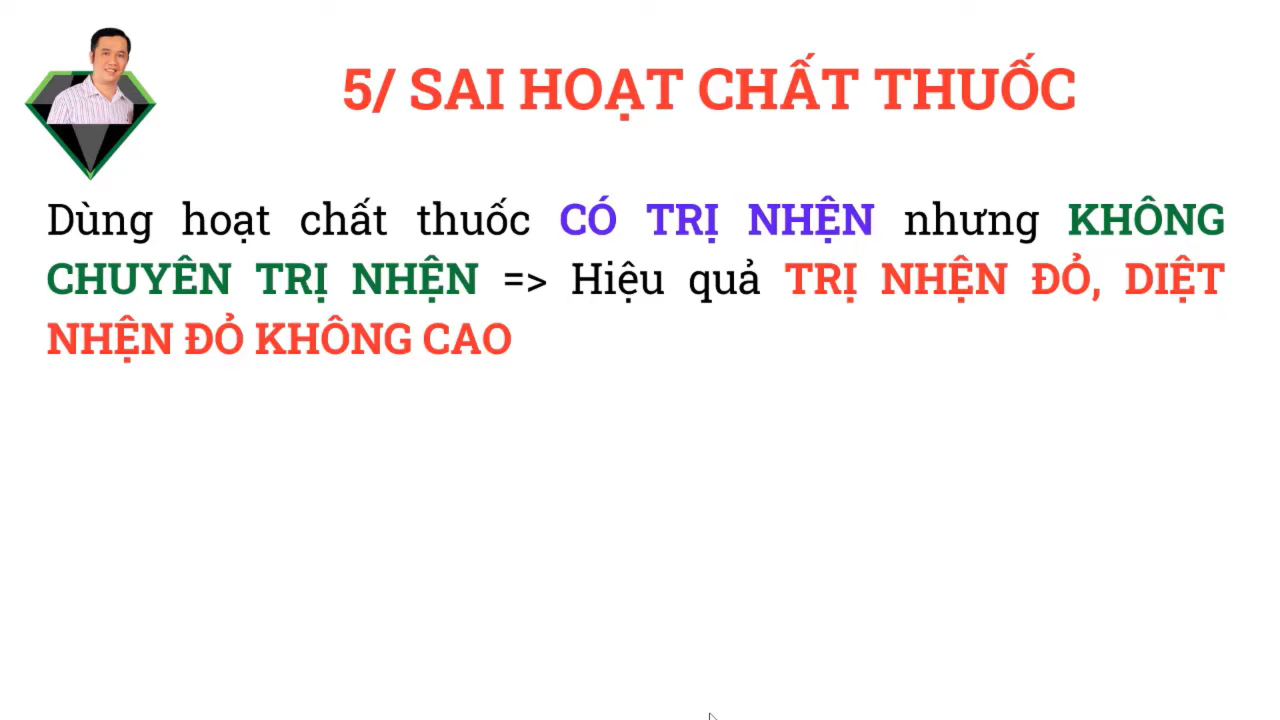 5/ SAI HOẠT CHẤT THUỐC
Dùng hoạt chất thuốc CÓ TRỊ NHỆN nhưng KHÔNG
CHUYÊN TRỊ NHỆN => Hiệu quả TRỊ NHỆN ĐỎ, DIỆT
NHỆN ĐỎ KHÔNG CAO